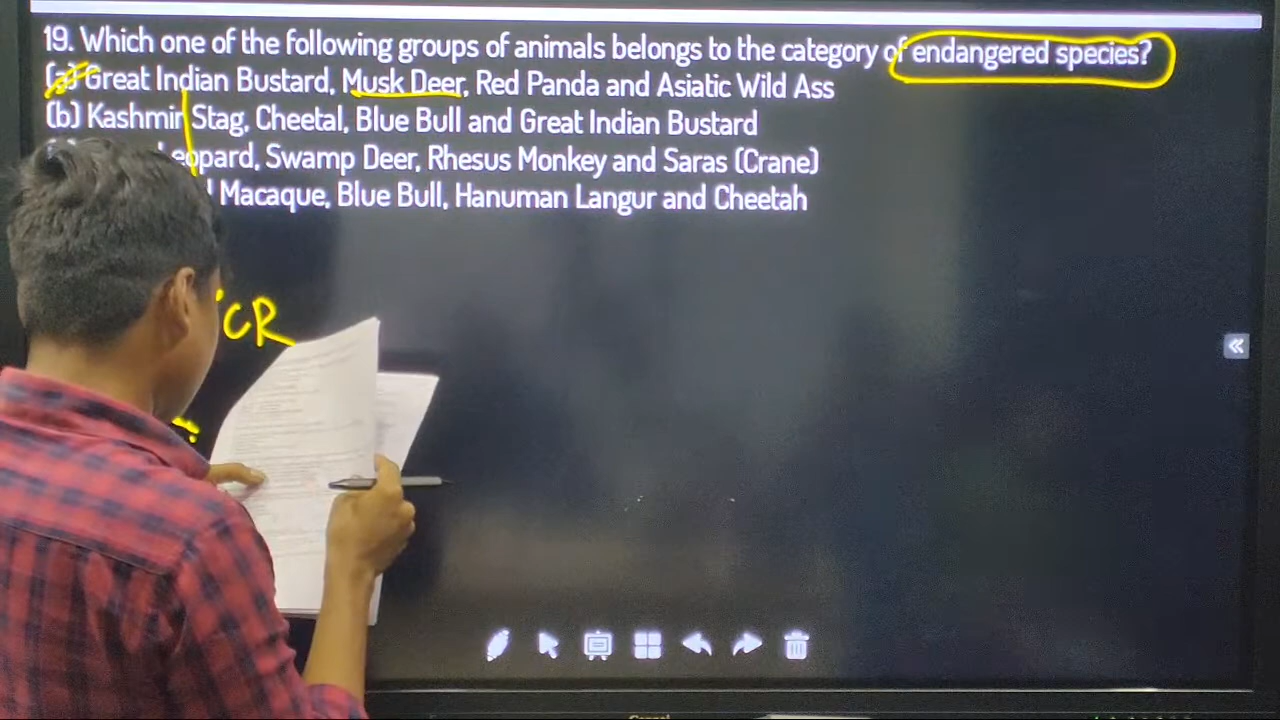 19. Which one of the following groups of animals belongs to the category of endangered species?
(a) Great Indian Bustard, Musk Deer, Red Panda and Asiatic Wild Ass
(b) Kashmir Stag, Cheetal, Blue Bull and Great Indian Bustard
Leopard, Swamp Deer, Rhesus Monkey and Saras (Crane)
Macaque, Blue Bull, Hanuman Langur and Cheetah
CR